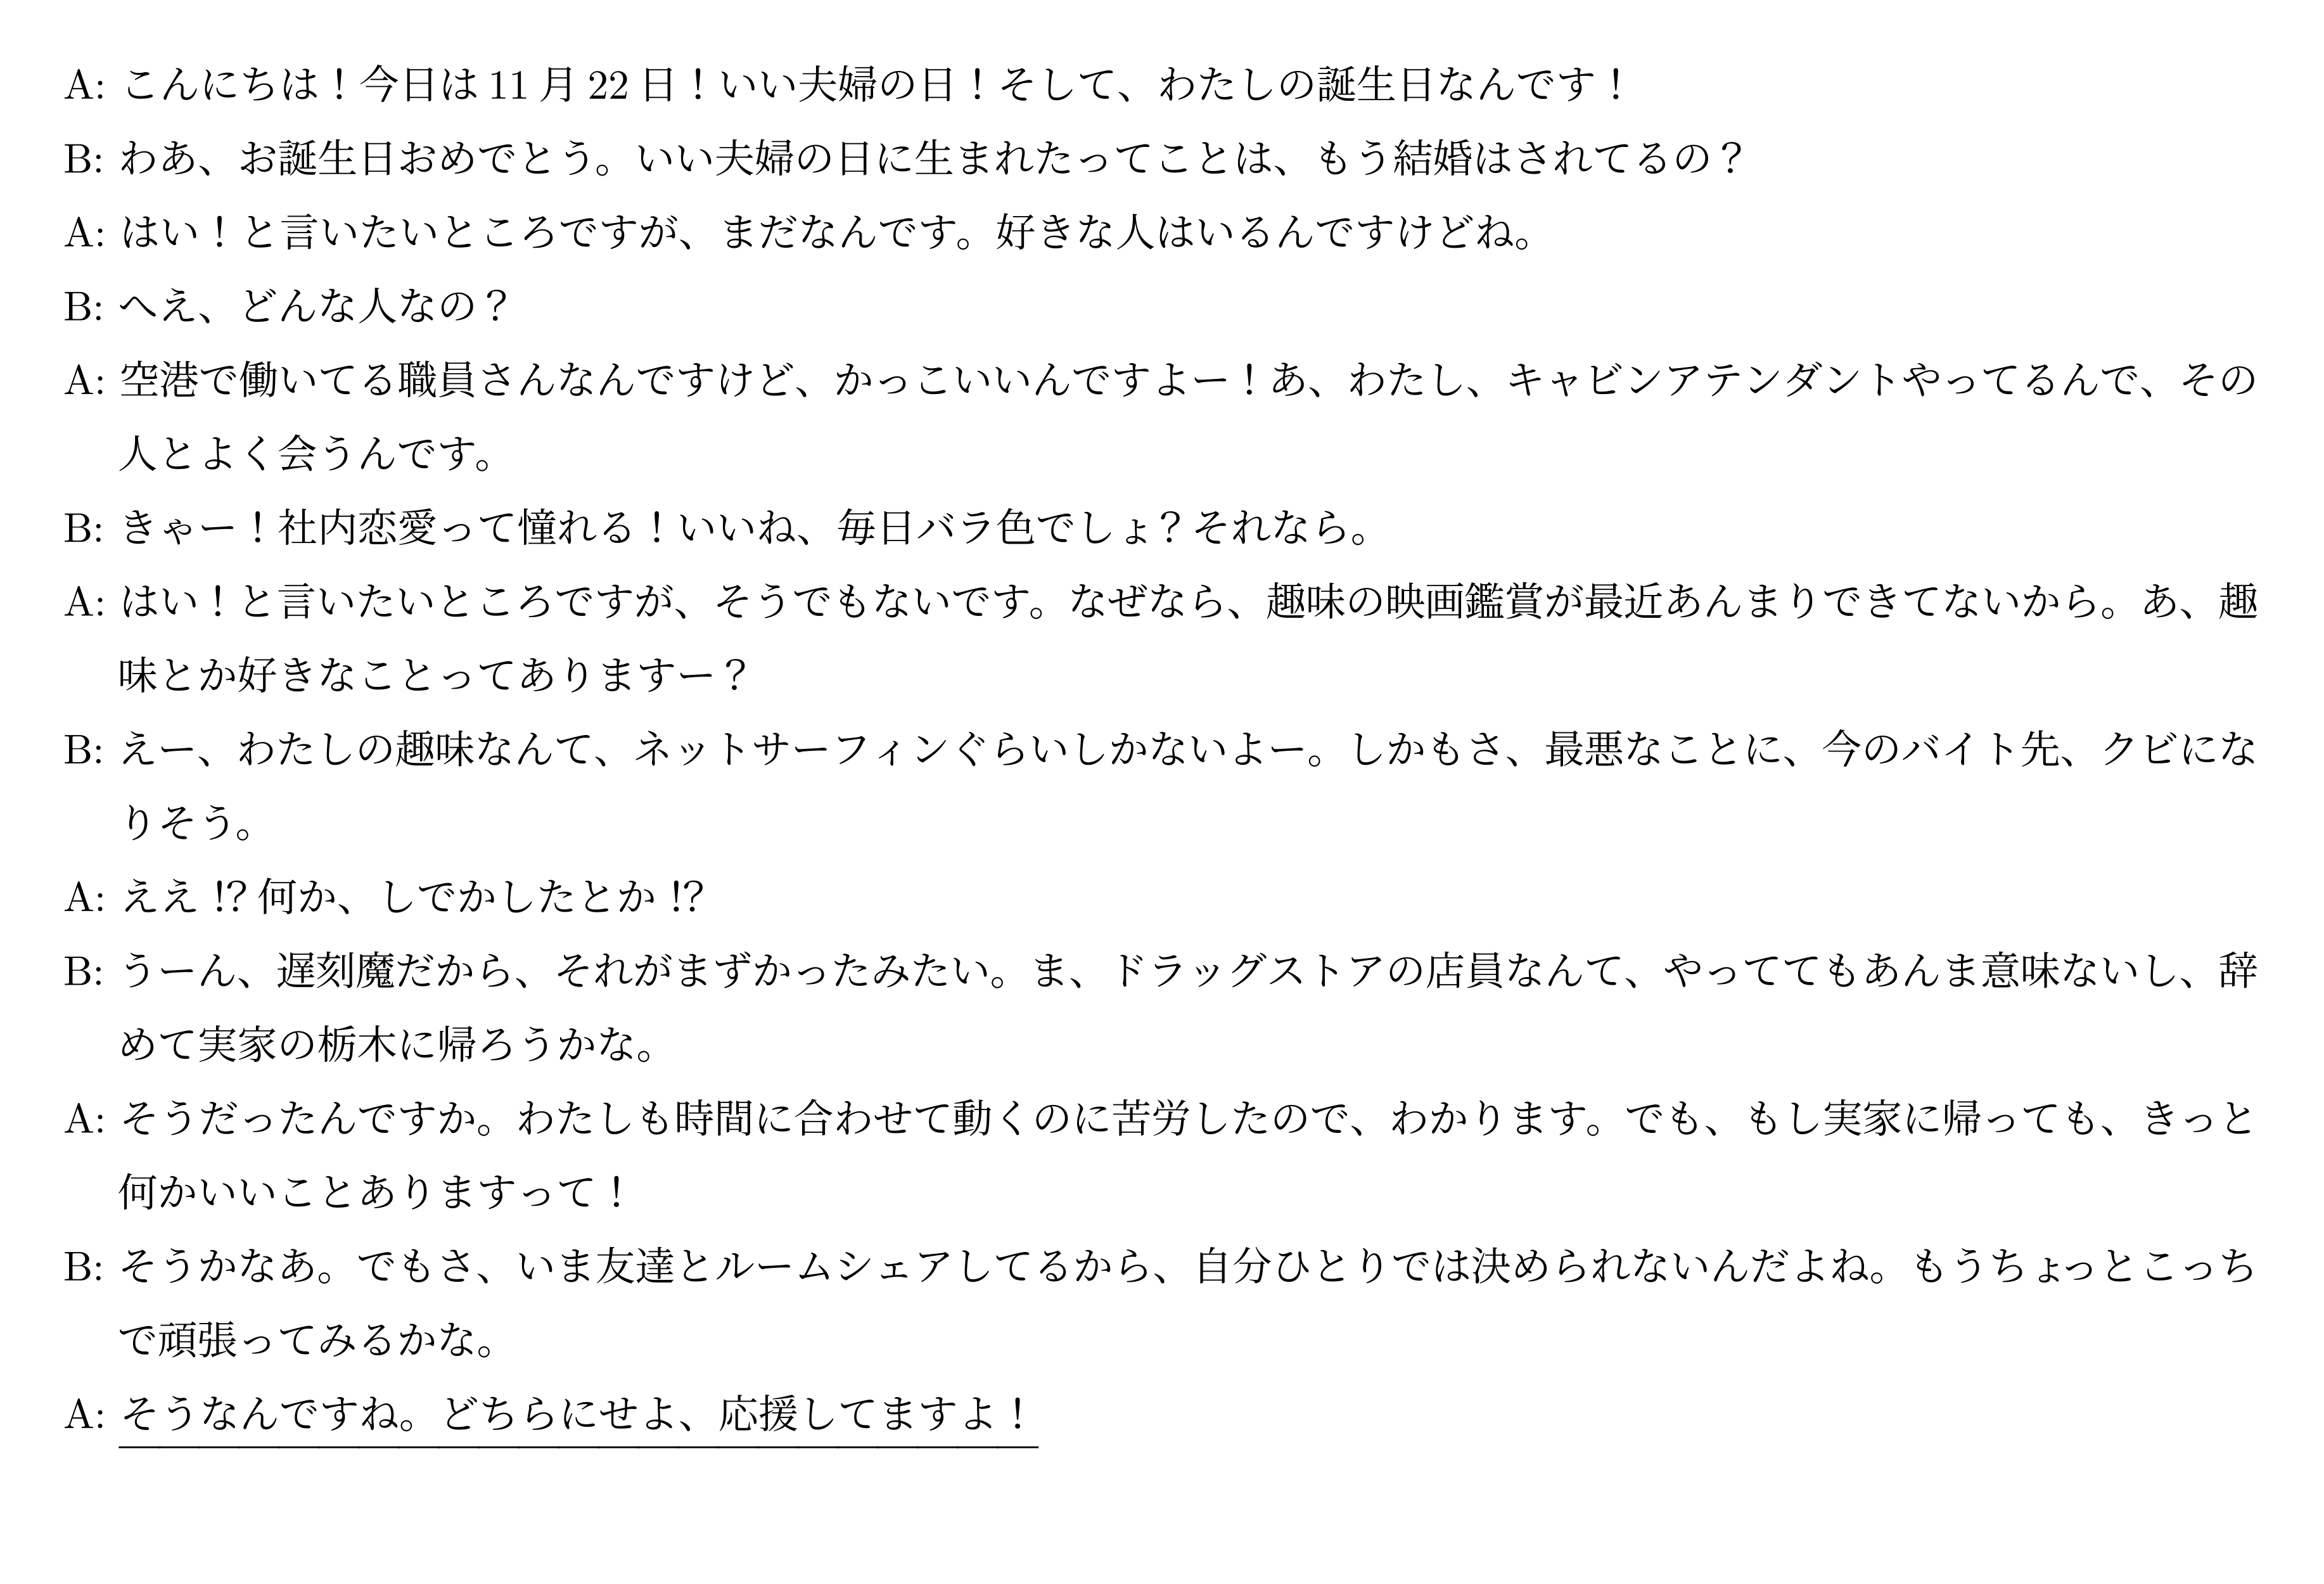 A: こんにちは！今日は 11 月 22 日！いい夫婦の日！そして、わたしの誕生日なんです！
B: わあ、お誕生日おめでとう。いい夫婦の日に生まれたってことは、もう結婚はされてるの？
A: はい！と言いたいところですが、まだなんです。好きな人はいるんですけどね。
B: へえ、どんな人なの？
A: 空港で働いてる職員さんなんですけど、かっこいいんですよー！あ、わたし、キャビンアテンダントやってるんで、その
人とよく会うんです。
B: きゃー！社内恋愛って憧れる！いいね、毎日バラ色でしょ？それなら。
A: はい！と言いたいところですが、そうでもないです。なぜなら、趣味の映画鑑賞が最近あんまりできてないから。あ、趣
味とか好きなことってありますー？
B: えー、わたしの趣味なんて、ネットサーフィンぐらいしかないよー。しかもさ、最悪なことに、今のバイト先、クビにな
りそう。
A: ええ !? 何か、しでかしたとか !?
B: うーん、遅刻魔だから、それがまずかったみたい。ま、ドラッグストアの店員なんて、やっててもあんま意味ないし、辞
めて実家の栃木に帰ろうかな。
A: そうだったんですか。わたしも時間に合わせて動くのに苦労したので、わかります。でも、もし実家に帰っても、きっと
何かいいことありますって！
B: そうかなあ。でもさ、いま友達とルームシェアしてるから、自分ひとりでは決められないんだよね。もうちょっとこっち
で頑張ってみるかな。
A: そうなんですね。どちらにせよ、応援してますよ！